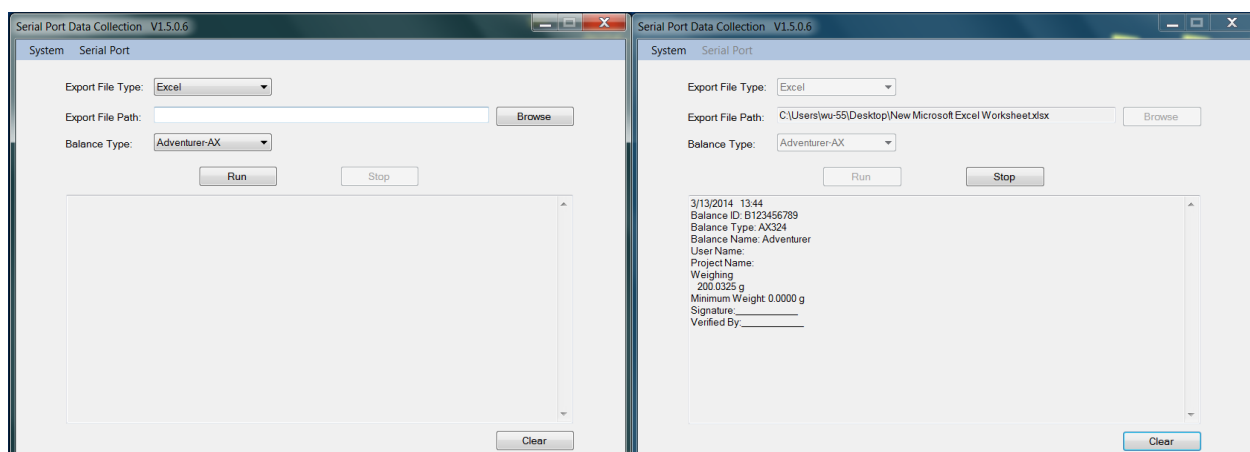 Serial Port Data Collection V1.5.0.6
System Serial Port
Export File Type: Excel
Export File Path: Browse
Balance Type: Adventurer-AX
Run Stop
Clear
Serial Port Data Collection V1.5.0.6
System Serial Port
Export File Type: Excel
Export File Path: C:\Users\wu-55\Desktop\New Microsoft Excel Worksheet.xlsx Browse
Balance Type: Adventurer-AX
Run Stop
3/13/2014 13:44
Balance ID: B123456789
Balance Type: AX324
Balance Name: Adventurer
User Name:
Project Name:
Weighing
200.0325 g
Minimum Weight: 0.0000 g
Signature:____________
Verified By:____________
Clear